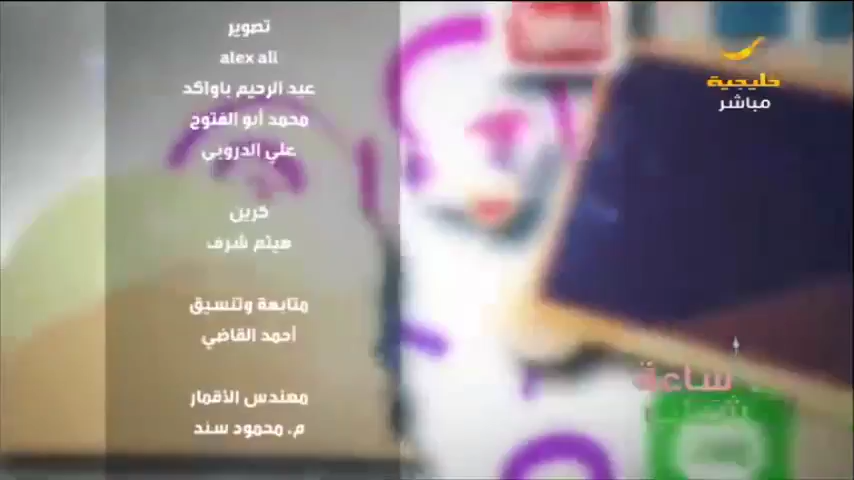 تصوير
alex ali
عبد الرحيم باواكد
محمد أبو الفتوح
علي الدروبي
كرين
هيثم شرف
متابعة وتنسيق
أحمد القاضي
مهندس الأقمار
م. محمود سند
خليجية
مباشر
ساعة